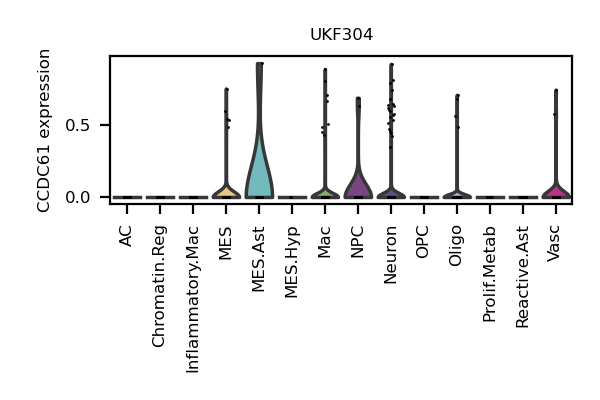 UKF304
CCDC61 expression
0.5
0.0
AC
Chromatin.Reg
Inflammatory.Mac
MES
MES.Ast
MES.Hyp
Mac
NPC
Neuron
OPC
Oligo
Prolif.Metab
Reactive.Ast
Vasc